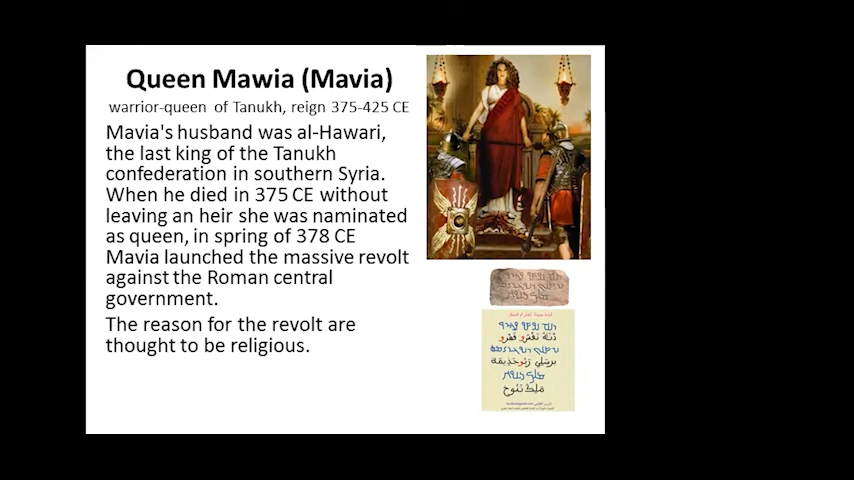 Queen Mawia (Mavia)
warrior-queen of Tanukh, reign 375-425 CE
Mavia's husband was al-Hawari,
the last king of the Tanukh
confederation in southern Syria.
When he died in 375 CE without
leaving an heir she was naminated
as queen, in spring of 378 CE
Mavia launched the massive revolt
against the Roman central
government.
The reason for the revolt are
thought to be religious.
مَلِكْ تَنُوخ